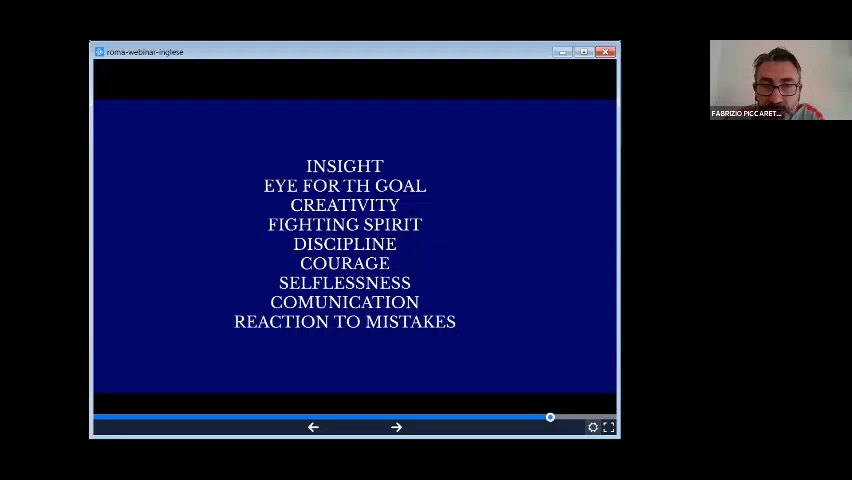 roma-webinar-inglese
INSIGHT
EYE FOR TH GOAL
CREATIVITY
FIGHTING SPIRIT
DISCIPLINE
COURAGE
SELFLESSNESS
COMUNICATION
REACTION TO MISTAKES
FABRIZIO PICCARET...